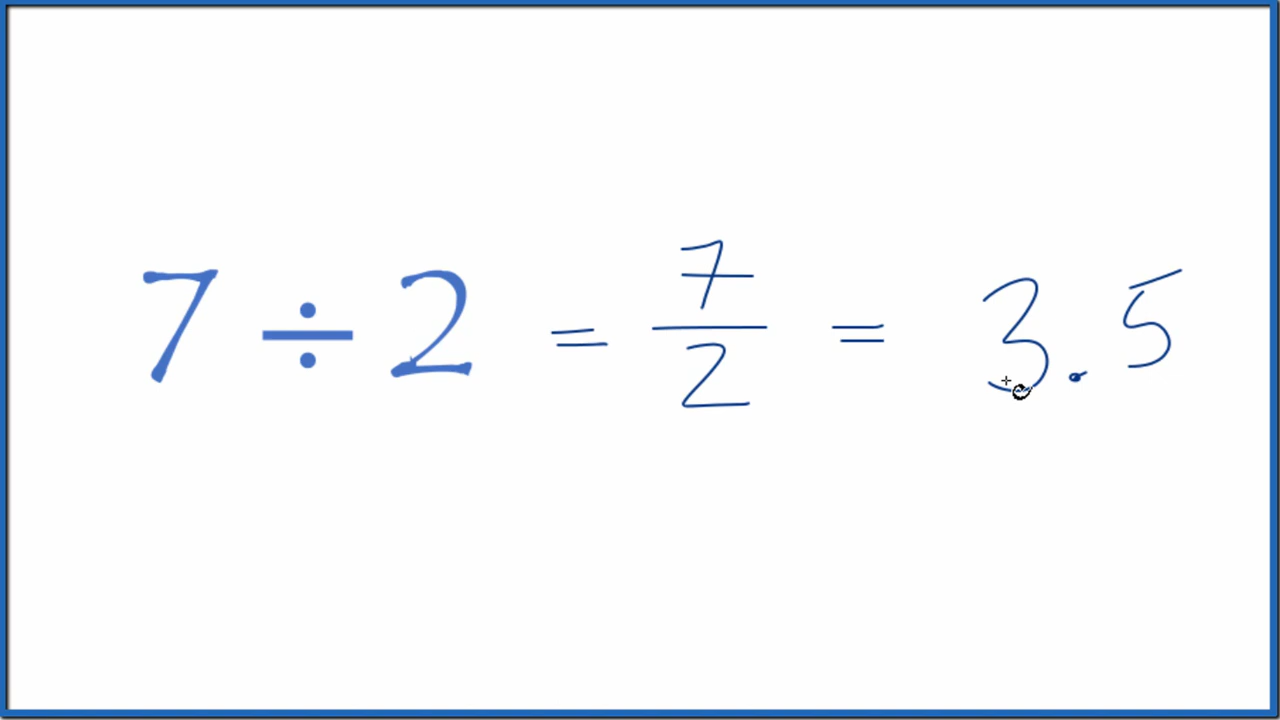 7 ÷ 2 = 7/2 = 3.5